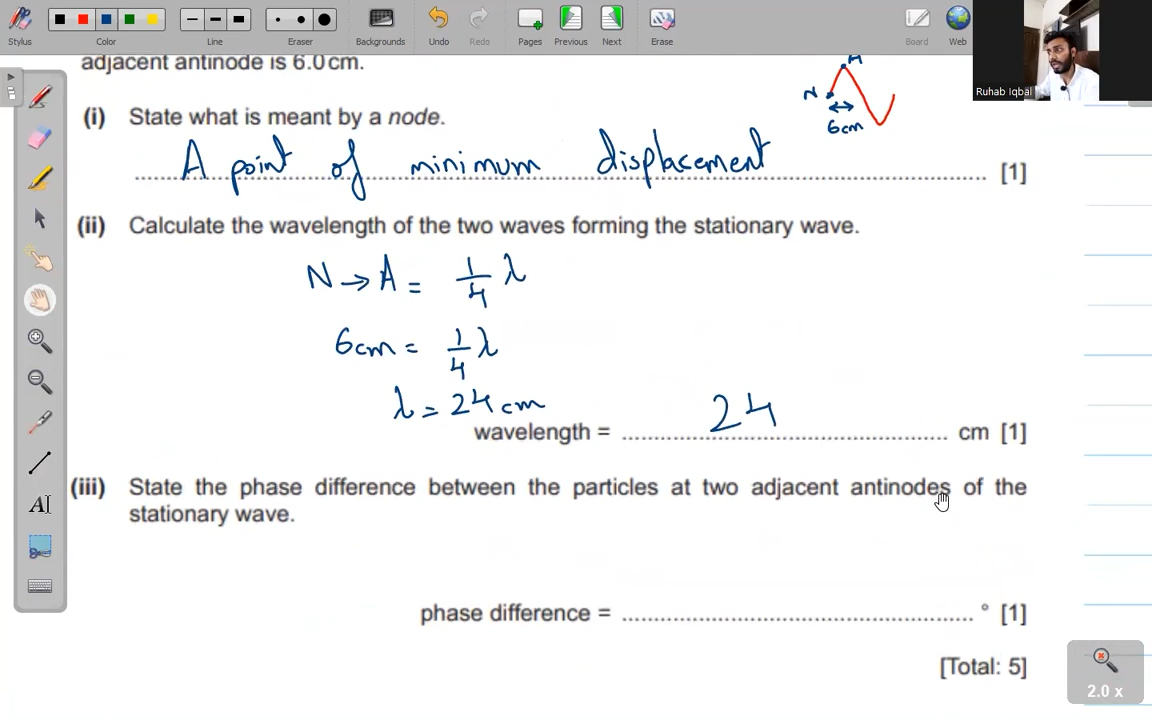 Stylus Color Line Eraser Backgrounds Undo Redo Pages Previous Next Erase Board Web
Ruhab Iqbal
adjacent antinode is 6.0 cm.
A
N
6cm
(i) State what is meant by a node.
A point of minimum displacement
[1]
(ii) Calculate the wavelength of the two waves forming the stationary wave.
N → A = 1/4 λ
6cm = 1/4 λ
λ = 24 cm
wavelength = 24 cm [1]
(iii) State the phase difference between the particles at two adjacent antinodes of the
stationary wave.
phase difference = ° [1]
[Total: 5]
2.0 x